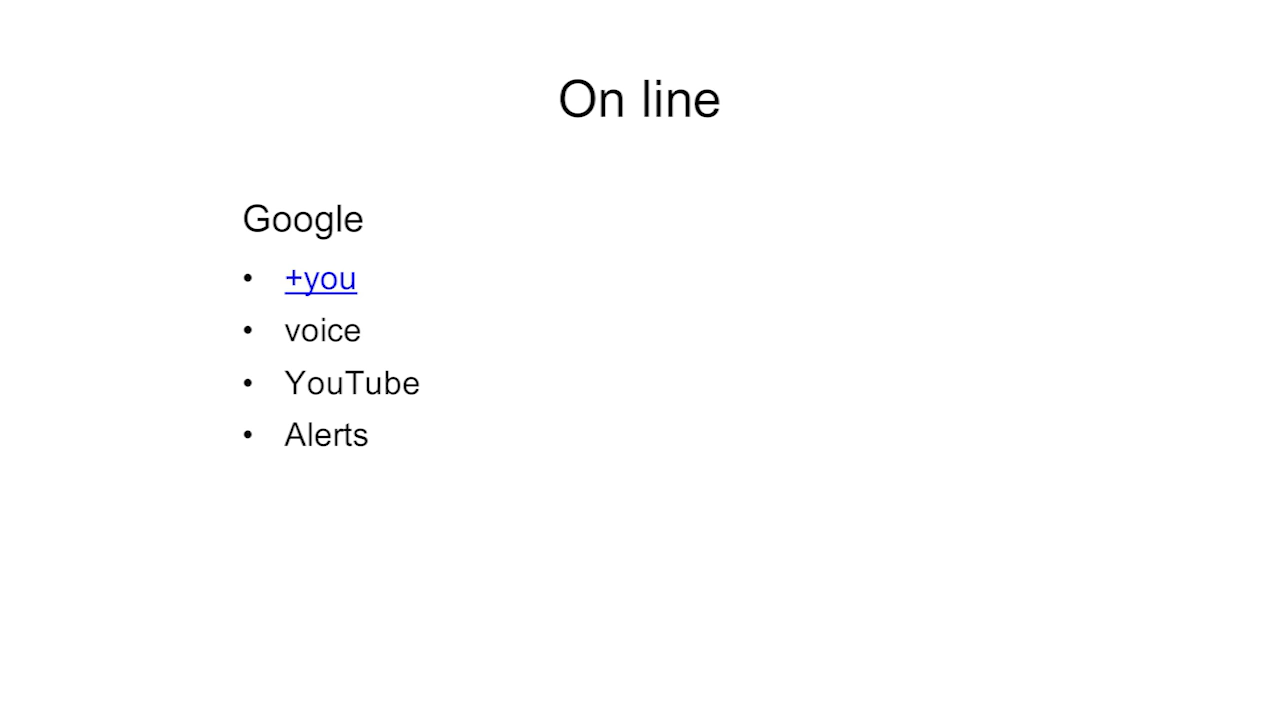 On line
Google
• +you
• voice
• YouTube
• Alerts